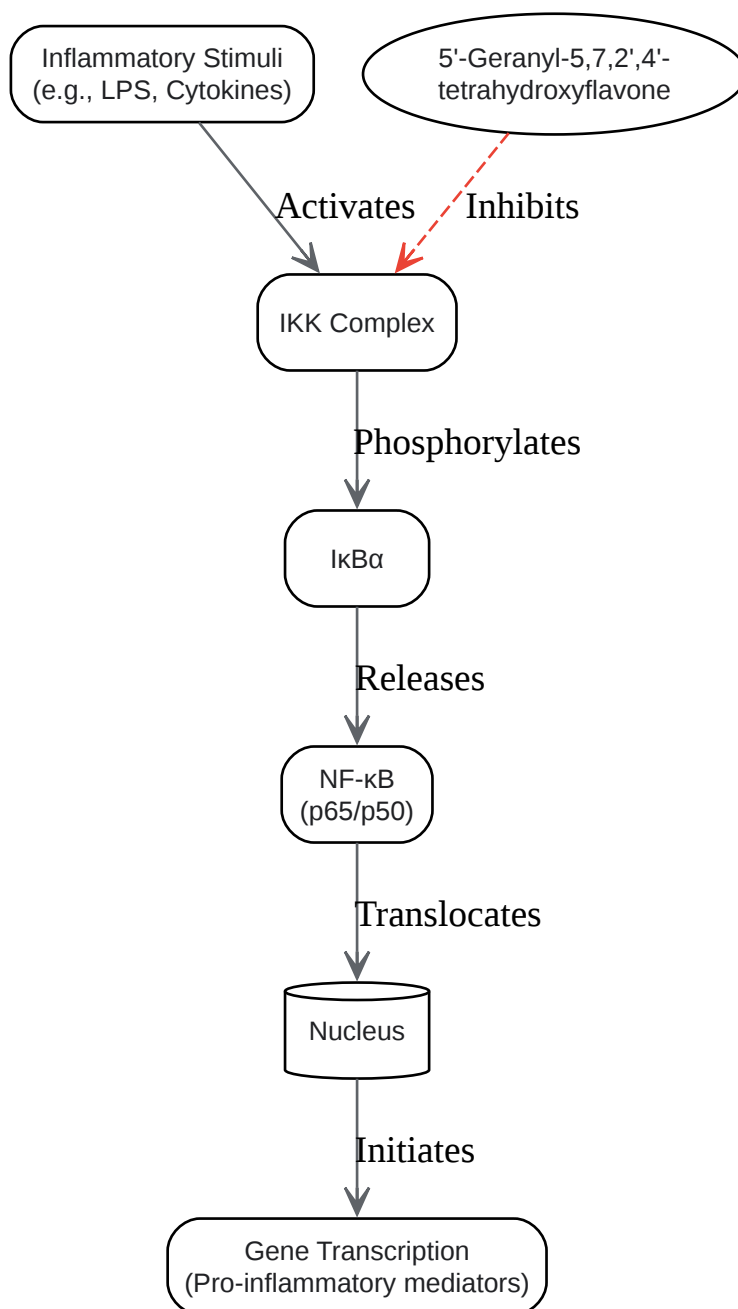 Inflammatory Stimuli
(e.g., LPS, Cytokines)
5'-Geranyl-5,7,2',4'-
tetrahydroxyflavone
Activates
Inhibits
IKK Complex
Phosphorylates
IκBα
Releases
NF-κB
(p65/p50)
Translocates
Nucleus
Initiates
Gene Transcription
(Pro-inflammatory mediators)